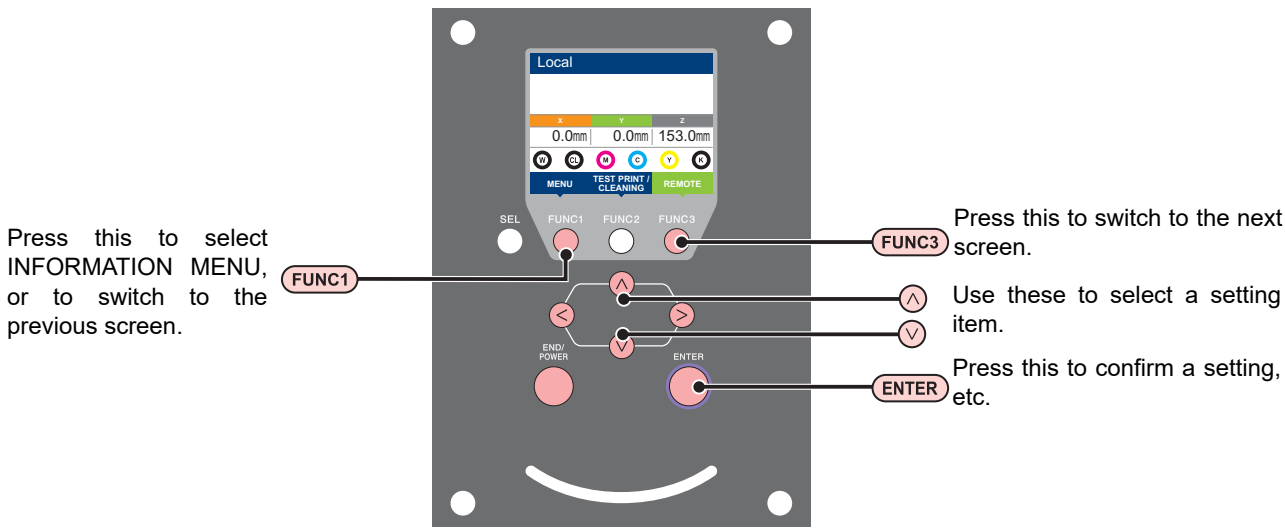 Local
X Y Z
0.0mm 0.0mm 153.0mm
W CL M C Y K
MENU TEST PRINT / CLEANING REMOTE
SEL FUNC1 FUNC2 FUNC3
Press this to select
INFORMATION MENU,
or to switch to the
previous screen.
FUNC1
FUNC3
Press this to switch to the next
screen.
∧
< >
∨
∧
∨
Use these to select a setting
item.
END/
POWER
ENTER
ENTER
Press this to confirm a setting,
etc.